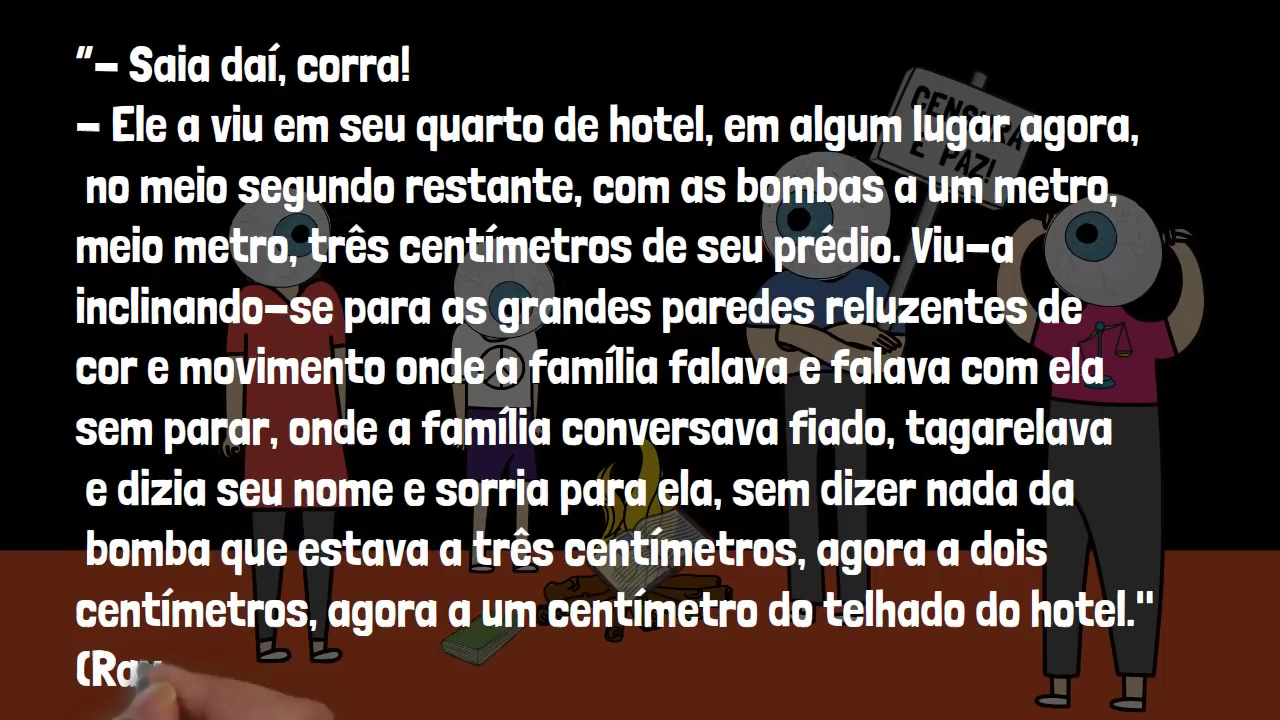 “– Saia daí, corra!
– Ele a viu em seu quarto de hotel, em algum lugar agora,
no meio segundo restante, com as bombas a um metro,
meio metro, três centímetros de seu prédio. Viu–a
inclinando–se para as grandes paredes reluzentes de
cor e movimento onde a família falava e falava com ela
sem parar, onde a família conversava fiado, tagarelava
e dizia seu nome e sorria para ela, sem dizer nada da
bomba que estava a três centímetros, agora a dois
centímetros, agora a um centímetro do telhado do hotel."
(Ray
CENSURA
É PAZ!